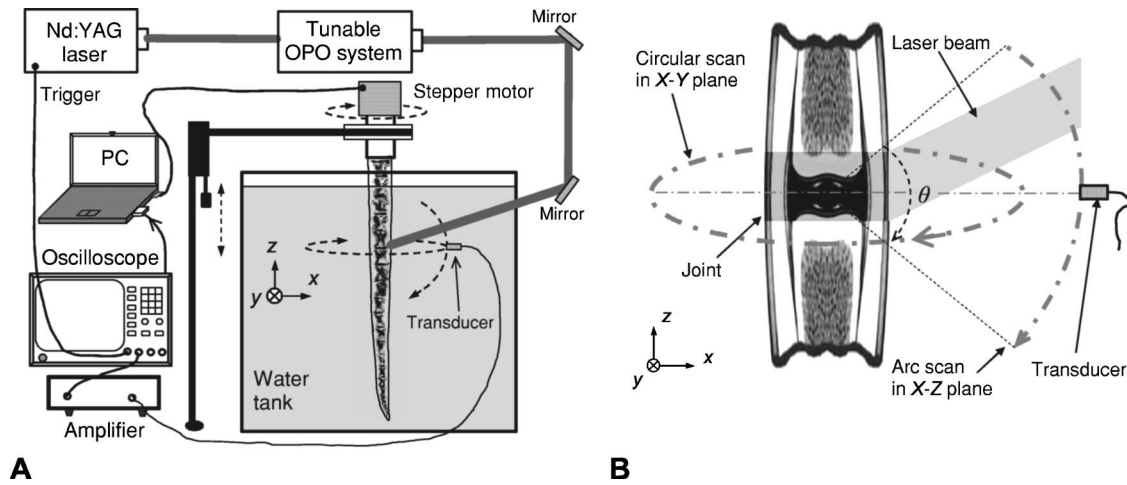 Nd:YAG
laser
Tunable
OPO system
Mirror
Trigger
Stepper motor
PC
Mirror
Oscilloscope
z
x
y
Transducer
Water
tank
Amplifier
A
Circular scan
in X-Y plane
Laser beam
θ
Joint
z
x
y
Arc scan
in X-Z plane
Transducer
B